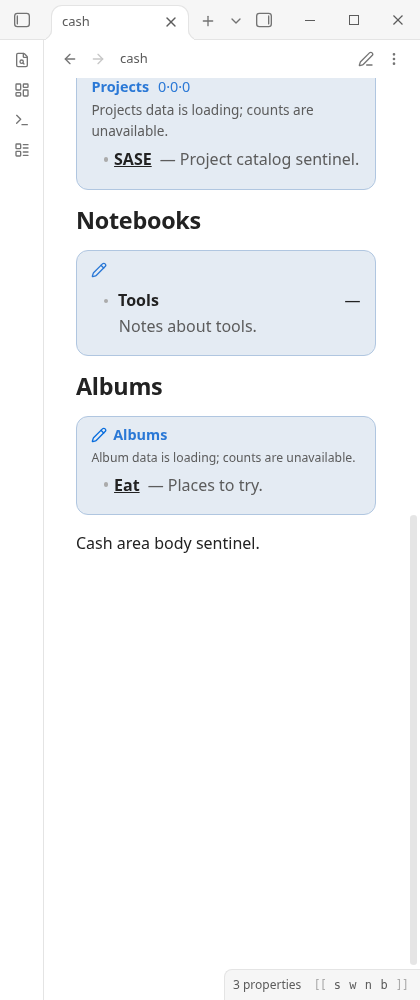 cash
cash
Projects 0·0·0
Projects data is loading; counts are
unavailable.
• SASE — Project catalog sentinel.
Notebooks
• Tools —
Notes about tools.
Albums
Albums
Album data is loading; counts are unavailable.
• Eat — Places to try.
Cash area body sentinel.
3 properties [[ s w n b ]]